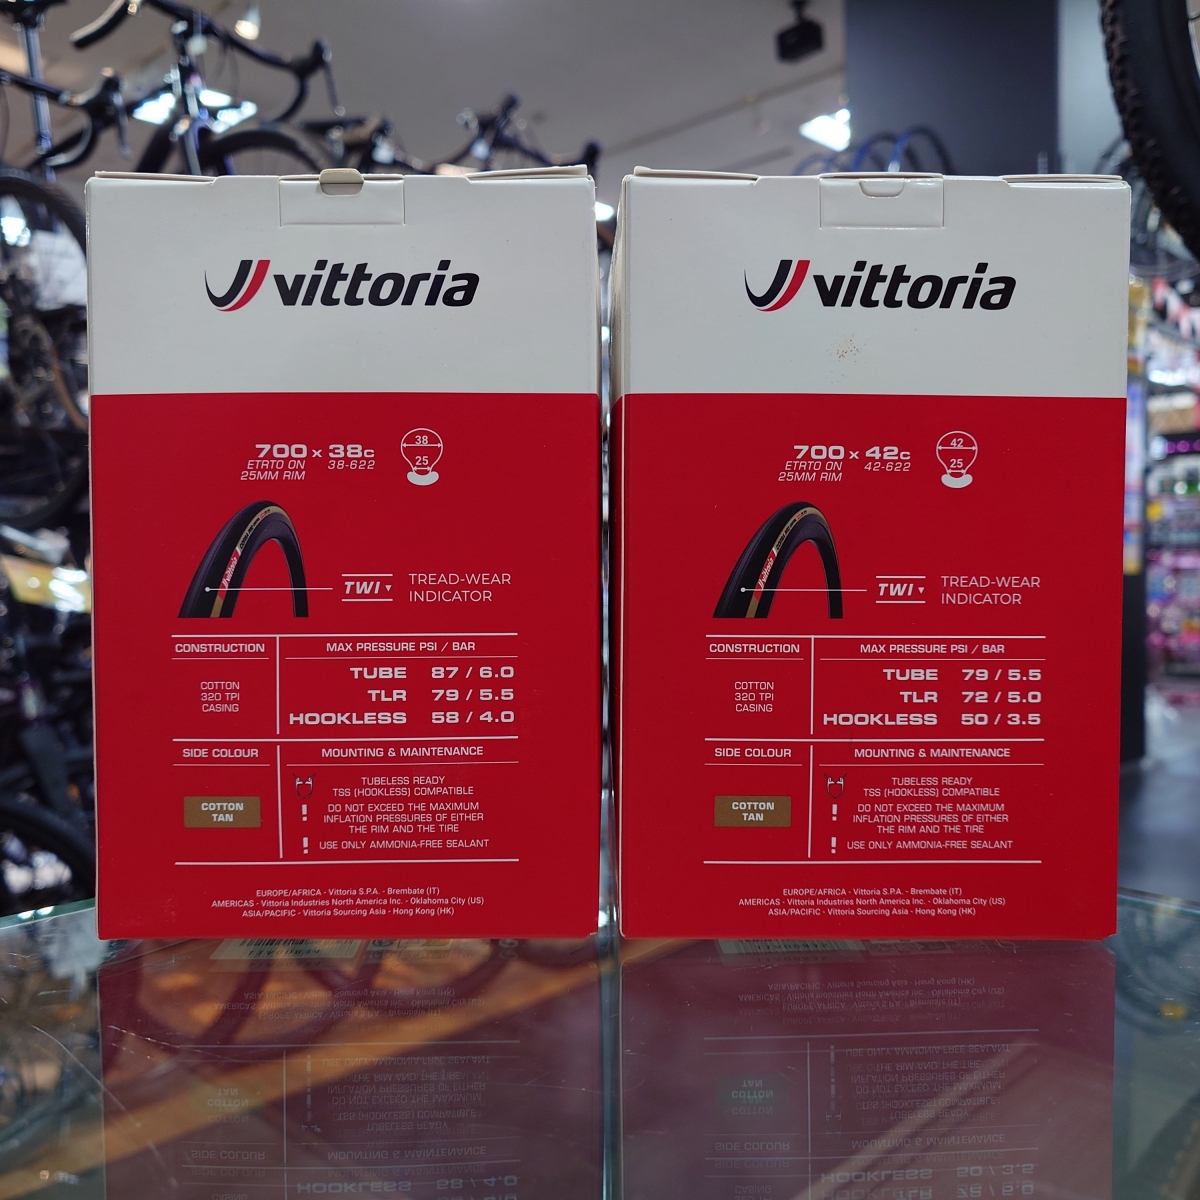 vittoria
700 x 38c
ETRTO ON 38-622
25MM RIM
38
25
TWI
TREAD-WEAR
INDICATOR
CONSTRUCTION
MAX PRESSURE PSI / BAR
COTTON
320 TPI
CASING
TUBE 87 / 6.0
TLR 79 / 5.5
HOOKLESS 58 / 4.0
SIDE COLOUR
MOUNTING & MAINTENANCE
COTTON
TAN
TUBELESS READY
TSS (HOOKLESS) COMPATIBLE
! DO NOT EXCEED THE MAXIMUM
INFLATION PRESSURES OF EITHER
THE RIM AND THE TIRE
! USE ONLY AMMONIA-FREE SEALANT
EUROPE/AFRICA - Vittoria S.P.A. - Brembate (IT)
AMERICAS - Vittoria Industries North America Inc. - Oklahoma City (US)
ASIA/PACIFIC - Vittoria Sourcing Asia - Hong Kong (HK)
vittoria
700 x 42c
ETRTO ON 42-622
25MM RIM
42
25
TWI
TREAD-WEAR
INDICATOR
CONSTRUCTION
MAX PRESSURE PSI / BAR
COTTON
320 TPI
CASING
TUBE 79 / 5.5
TLR 72 / 5.0
HOOKLESS 50 / 3.5
SIDE COLOUR
MOUNTING & MAINTENANCE
COTTON
TAN
TUBELESS READY
TSS (HOOKLESS) COMPATIBLE
! DO NOT EXCEED THE MAXIMUM
INFLATION PRESSURES OF EITHER
THE RIM AND THE TIRE
! USE ONLY AMMONIA-FREE SEALANT
EUROPE/AFRICA - Vittoria S.P.A. - Brembate (IT)
AMERICAS - Vittoria Industries North America Inc. - Oklahoma City (US)
ASIA/PACIFIC - Vittoria Sourcing Asia - Hong Kong (HK)